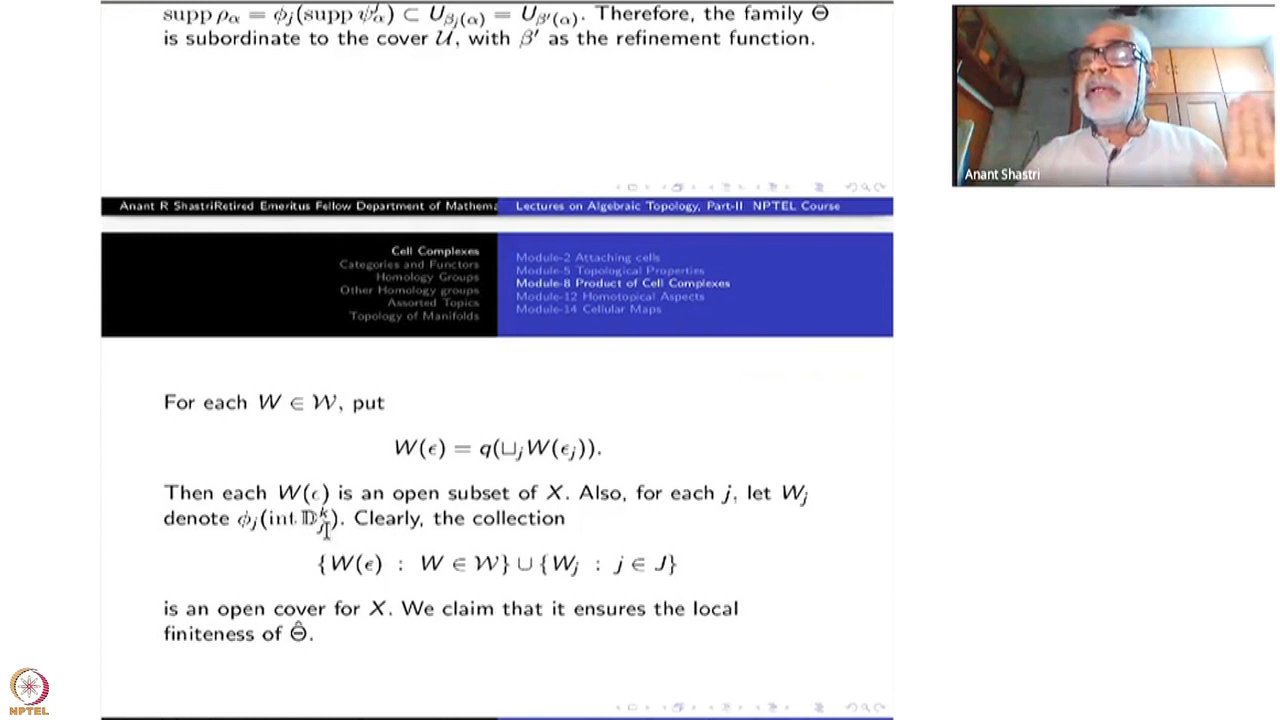 supp ρ_α = ϕ_j(supp ψ^j_α) ⊂ U_{β_j(α)} = U_{β′(α)}. Therefore, the family Θ̂
is subordinate to the cover 𝒰, with β′ as the refinement function.
Anant Shastri
Anant R ShastriRetired Emeritus Fellow Department of Mathema
Lectures on Algebraic Topology, Part-II NPTEL Course
Cell Complexes
Categories and Functors
Homology Groups
Other Homology groups
Assorted Topics
Topology of Manifolds
Module-2 Attaching cells
Module-5 Topological Properties
Module-8 Product of Cell Complexes
Module-12 Homotopical Aspects
Module-14 Cellular Maps
For each W ∈ 𝒲, put
W(ϵ) = q(⊔_j W(ϵ_j)).
Then each W(ϵ) is an open subset of X. Also, for each j, let W_j
denote ϕ_j(int 𝔻^k_j). Clearly, the collection
{W(ϵ) : W ∈ 𝒲} ∪ {W_j : j ∈ J}
is an open cover for X. We claim that it ensures the local
finiteness of Θ̂.
NPTEL